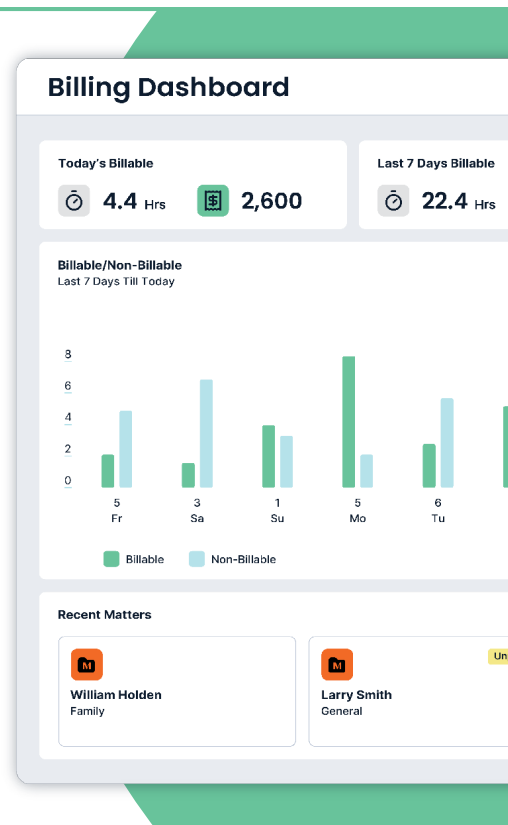 Billing Dashboard
Today's Billable
4.4 Hrs
2,600
Last 7 Days Billable
22.4 Hrs
Billable/Non-Billable
Last 7 Days Till Today
8
6
4
2
0
5 3 1 5 6
Fr Sa Su Mo Tu
Billable Non-Billable
Recent Matters
M
William Holden
Family
M
Un
Larry Smith
General